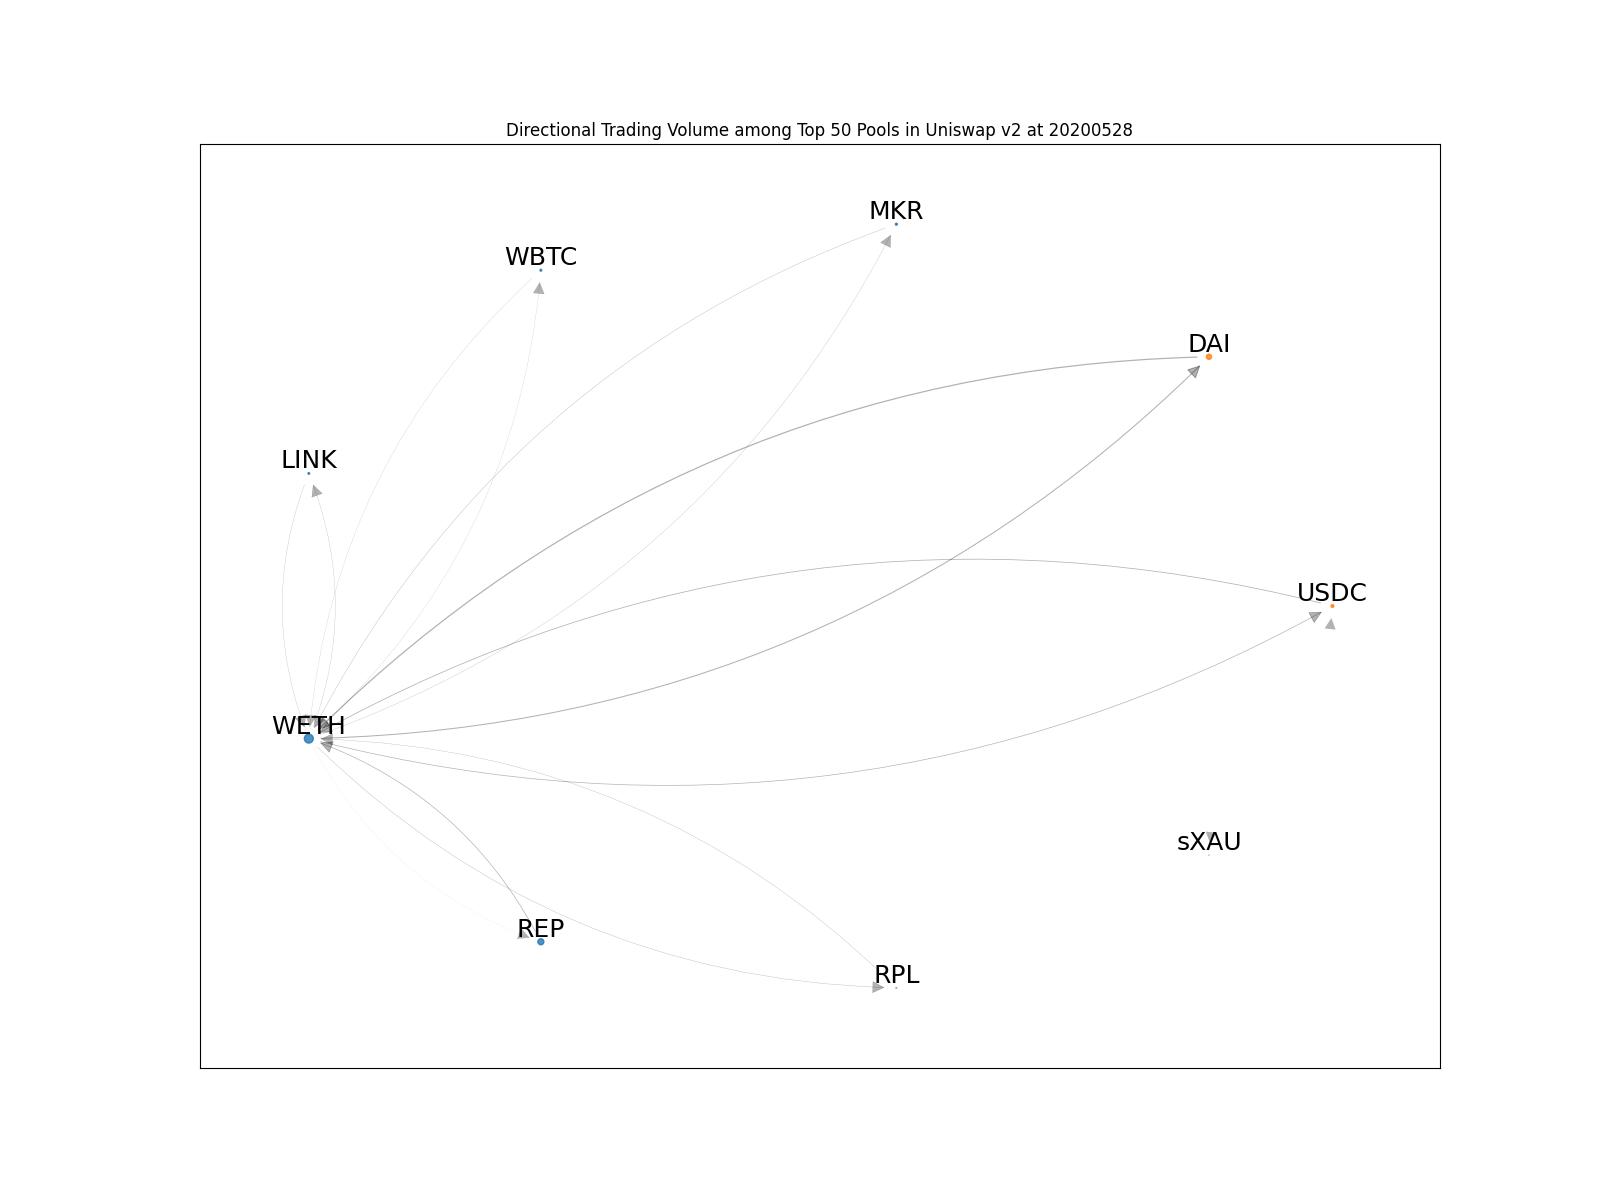 Directional Trading Volume among Top 50 Pools in Uniswap v2 at 20200528
MKR
WBTC
DAI
LINK
USDC
WETH
sXAU
REP
RPL